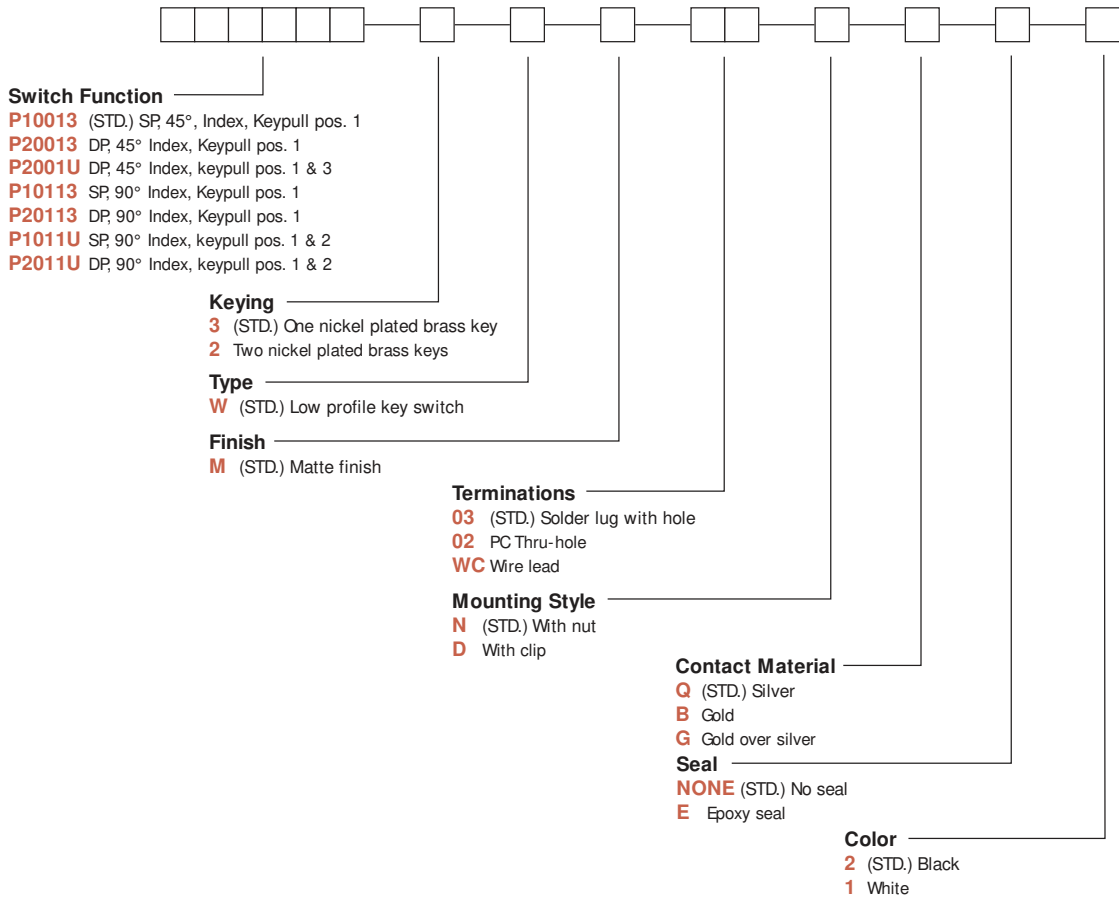 Switch Function
P10013 (STD.) SP, 45°, Index, Keypull pos. 1
P20013 DP, 45° Index, Keypull pos. 1
P2001U DP, 45° Index, keypull pos. 1 & 3
P10113 SP, 90° Index, Keypull pos. 1
P20113 DP, 90° Index, Keypull pos. 1
P1011U SP, 90° Index, keypull pos. 1 & 2
P2011U DP, 90° Index, keypull pos. 1 & 2
Keying
3 (STD.) One nickel plated brass key
2 Two nickel plated brass keys
Type
W (STD.) Low profile key switch
Finish
M (STD.) Matte finish
Terminations
03 (STD.) Solder lug with hole
02 PC Thru-hole
WC Wire lead
Mounting Style
N (STD.) With nut
D With clip
Contact Material
Q (STD.) Silver
B Gold
G Gold over silver
Seal
NONE (STD.) No seal
E Epoxy seal
Color
2 (STD.) Black
1 White